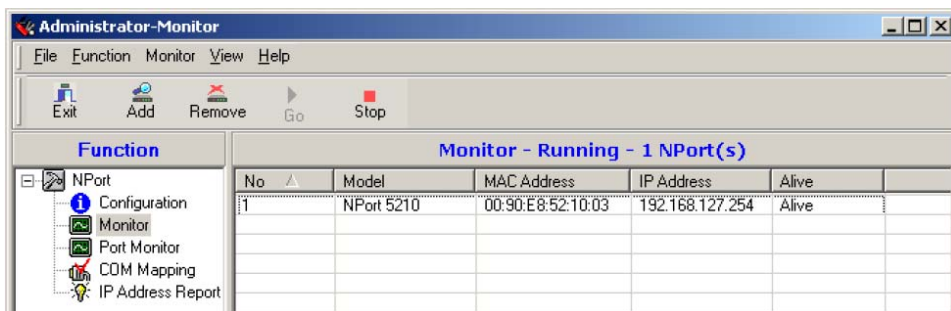 Administrator-Monitor
File Function Monitor View Help
Exit Add Remove Go Stop
Function
Monitor - Running - 1 NPort(s)
NPort
Configuration
Monitor
Port Monitor
COM Mapping
IP Address Report
No Model MAC Address IP Address Alive
1 NPort 5210 00:90:E8:52:10:03 192.168.127.254 Alive